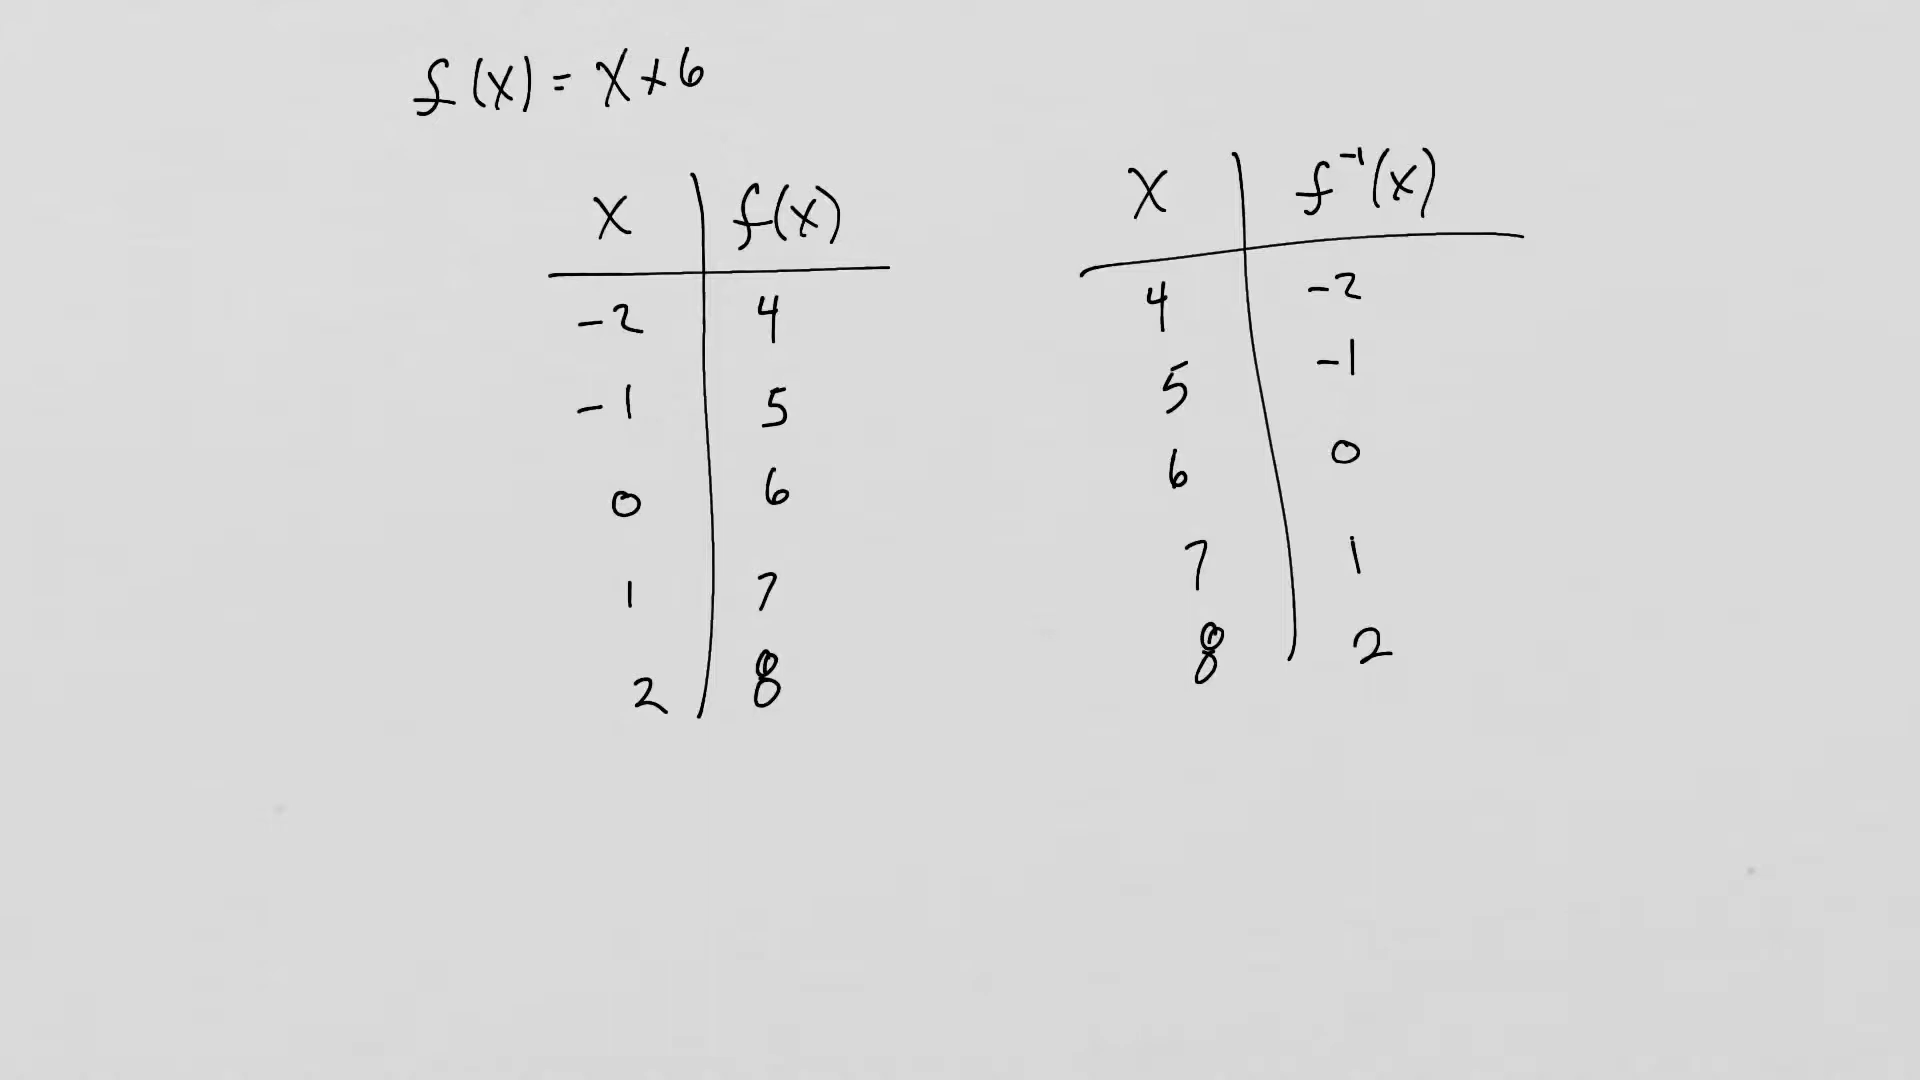 f(x) = x+6
x | f(x)
-2 | 4
-1 | 5
0 | 6
1 | 7
2 | 8
x | f⁻¹(x)
4 | -2
5 | -1
6 | 0
7 | 1
8 | 2